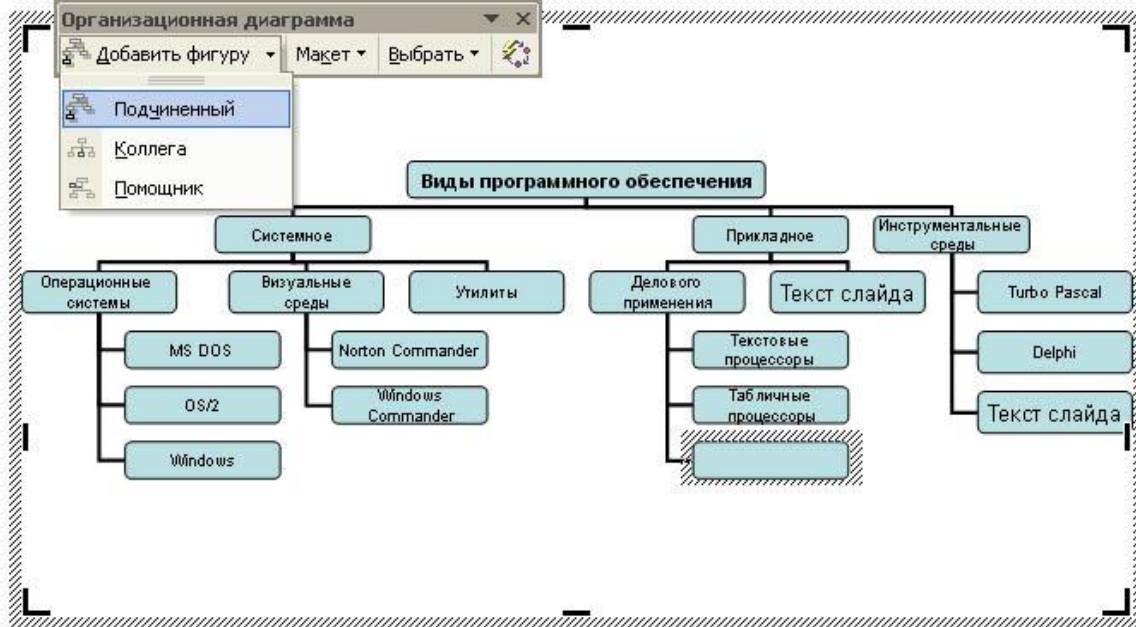 Организационная диаграмма
Добавить фигуру
Макет
Выбрать
Подчиненный
Коллега
Помощник
Виды программного обеспечения
Системное
Прикладное
Инструментальные
среды
Операционные
системы
Визуальные
среды
Утилиты
Делового
применения
Текст слайда
Turbo Pascal
MS DOS
Norton Commander
Текстовые
процессоры
Delphi
OS/2
Windows
Commander
Табличные
процессоры
Текст слайда
Windows